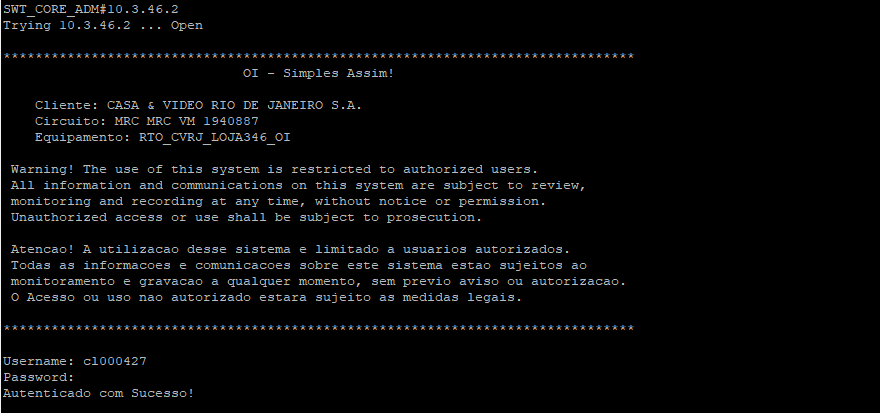 SWT_CORE_ADM#10.3.46.2
Trying 10.3.46.2 ... Open
*******************************************************************************
OI - Simples Assim!
Cliente: CASA & VIDEO RIO DE JANEIRO S.A.
Circuito: MRC MRC VM 1940887
Equipamento: RTO_CVRJ_LOJA346_OI
Warning! The use of this system is restricted to authorized users.
All information and communications on this system are subject to review,
monitoring and recording at any time, without notice or permission.
Unauthorized access or use shall be subject to prosecution.
Atencao! A utilizacao desse sistema e limitado a usuarios autorizados.
Todas as informacoes e comunicacoes sobre este sistema estao sujeitos ao
monitoramento e gravacao a qualquer momento, sem previo aviso ou autorizacao.
O Acesso ou uso nao autorizado estara sujeito as medidas legais.
*******************************************************************************
Username: cl000427
Password:
Autenticado com Sucesso!